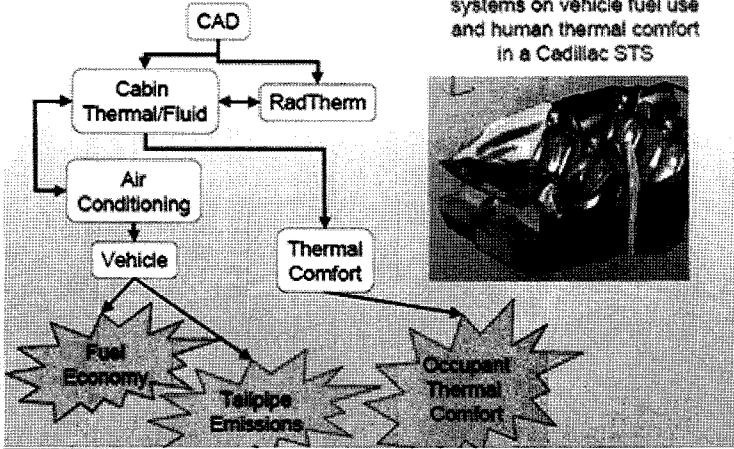 systems on vehicle fuel use
and human thermal comfort
in a Cadillac STS
CAD
Cabin
Thermal/Fluid
RadTherm
Air
Conditioning
Vehicle
Thermal
Comfort
Fuel
Economy
Tailpipe
Emissions
Occupant
Thermal
Comfort